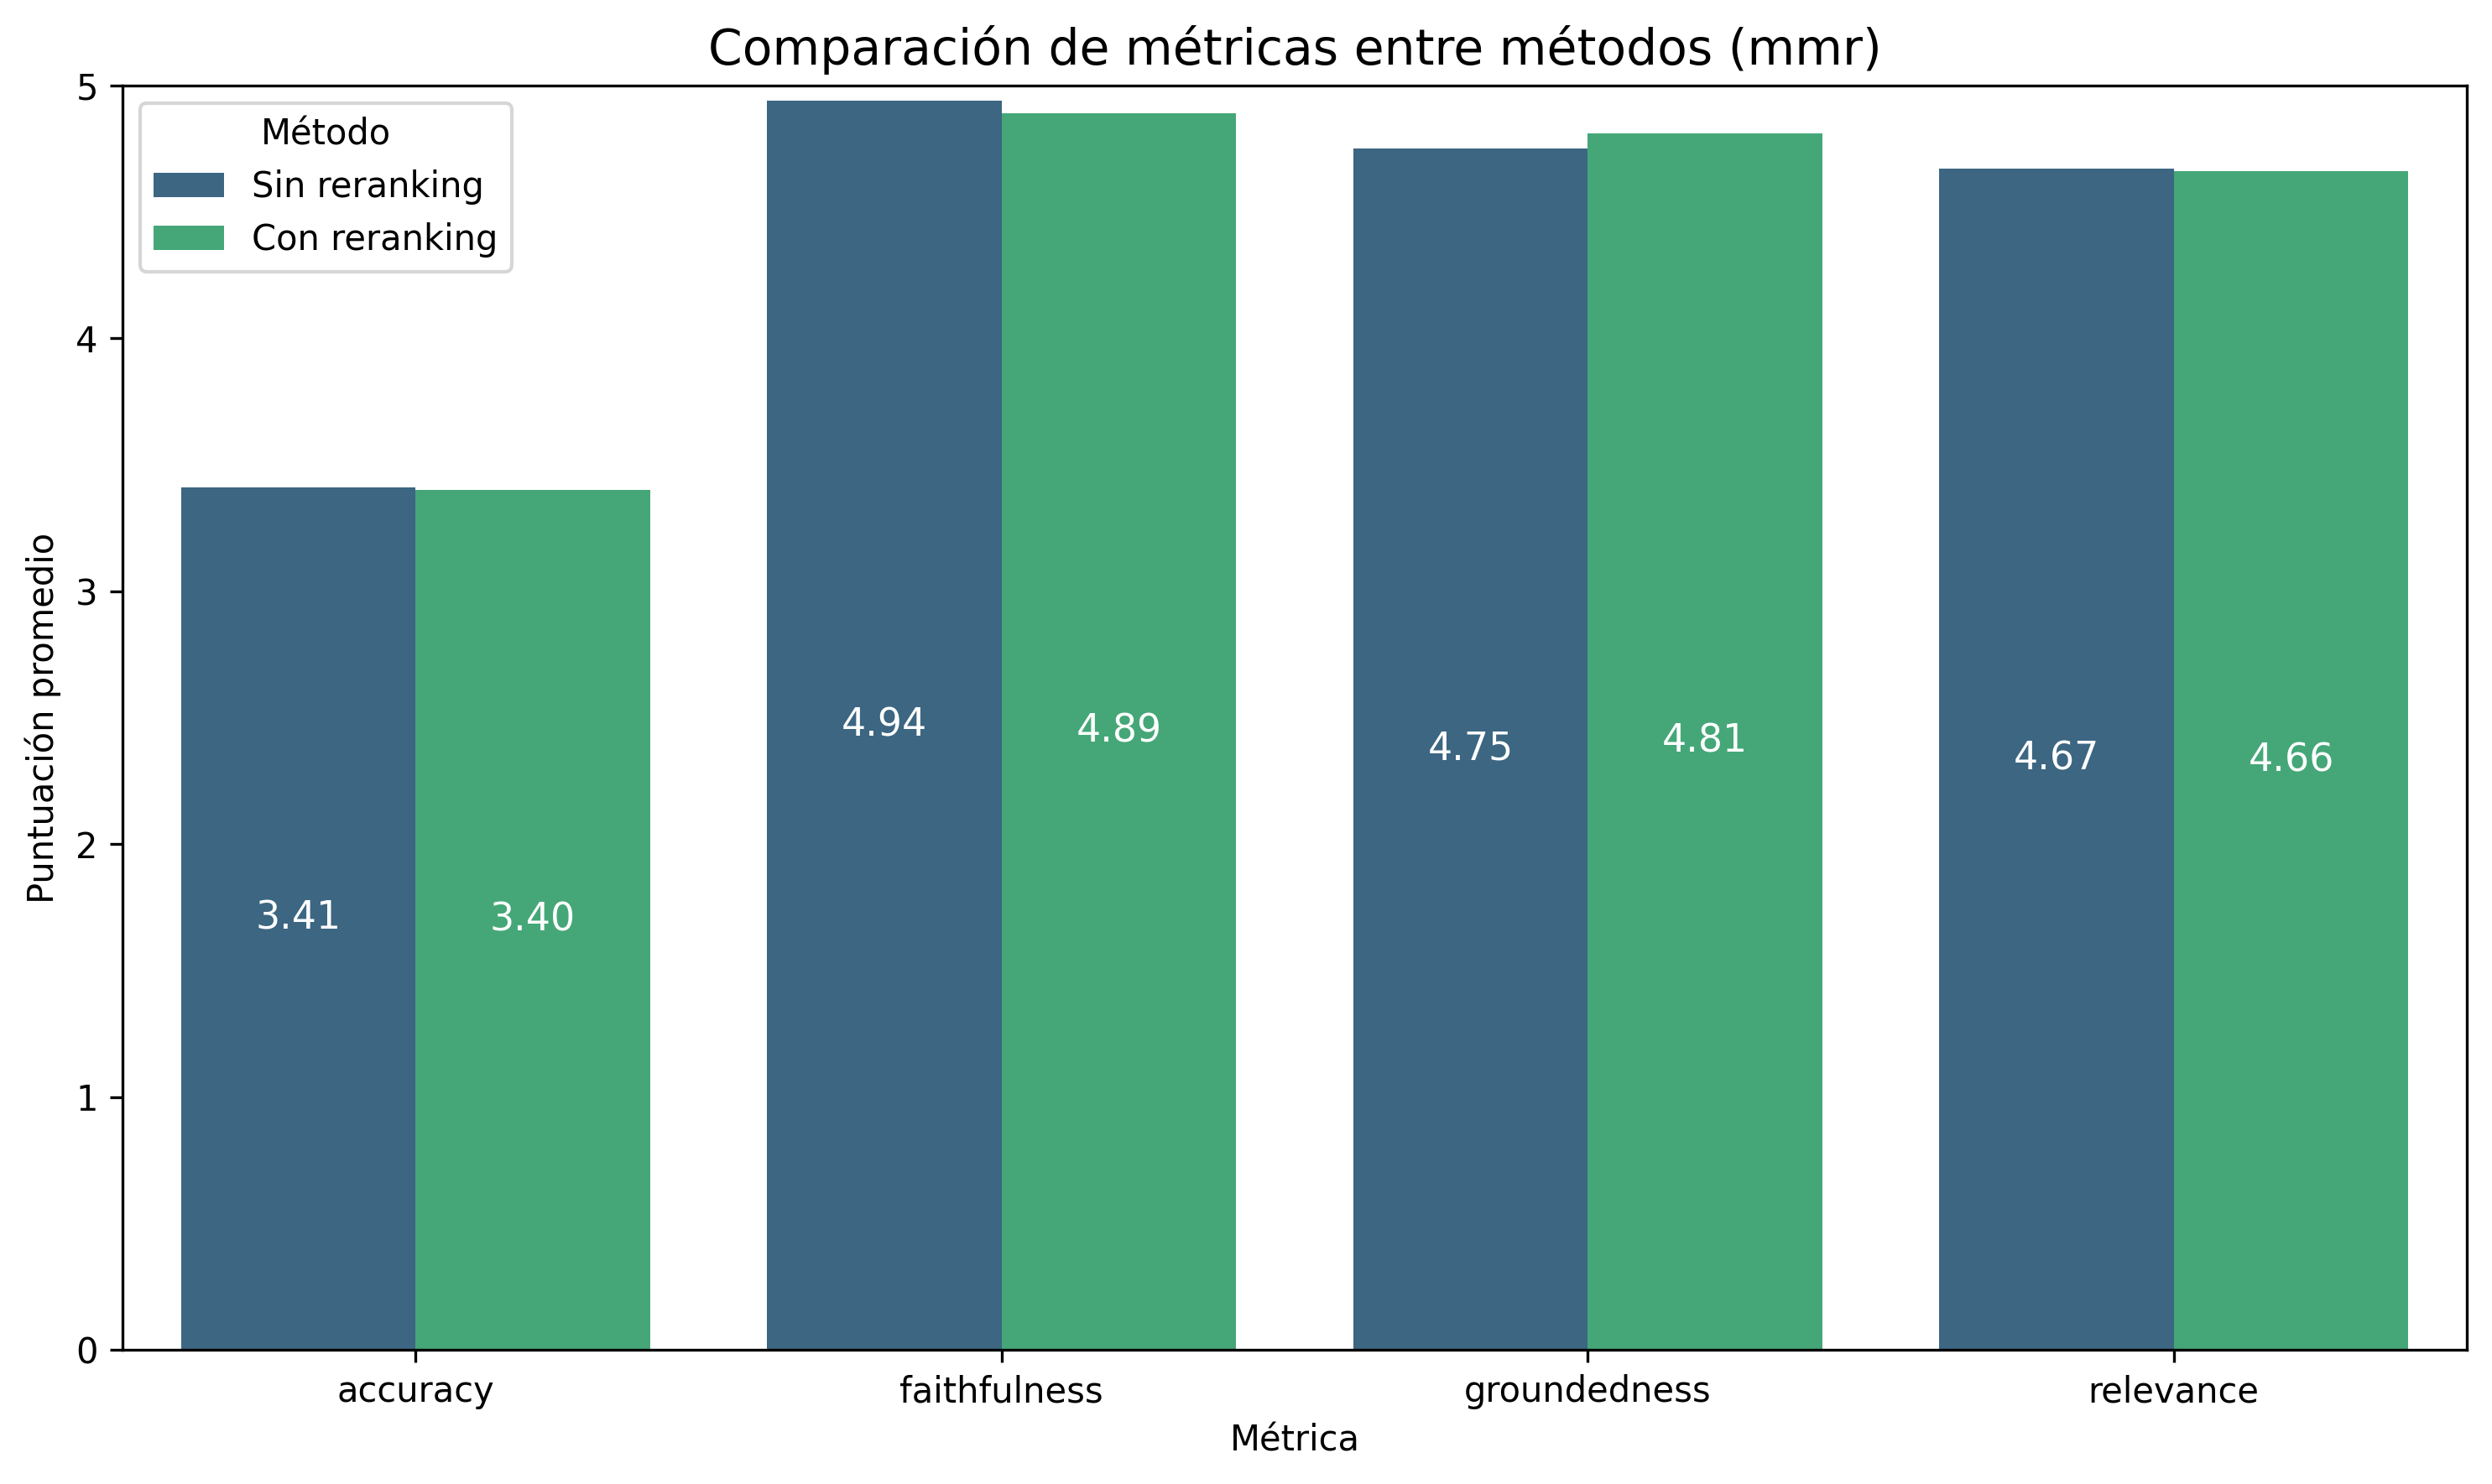 Comparación de métricas entre métodos (mmr)
Método
Sin reranking
Con reranking
Puntuación promedio
5
4
3
2
1
0
3.41
3.40
4.94
4.89
4.75
4.81
4.67
4.66
accuracy
faithfulness
groundedness
relevance
Métrica